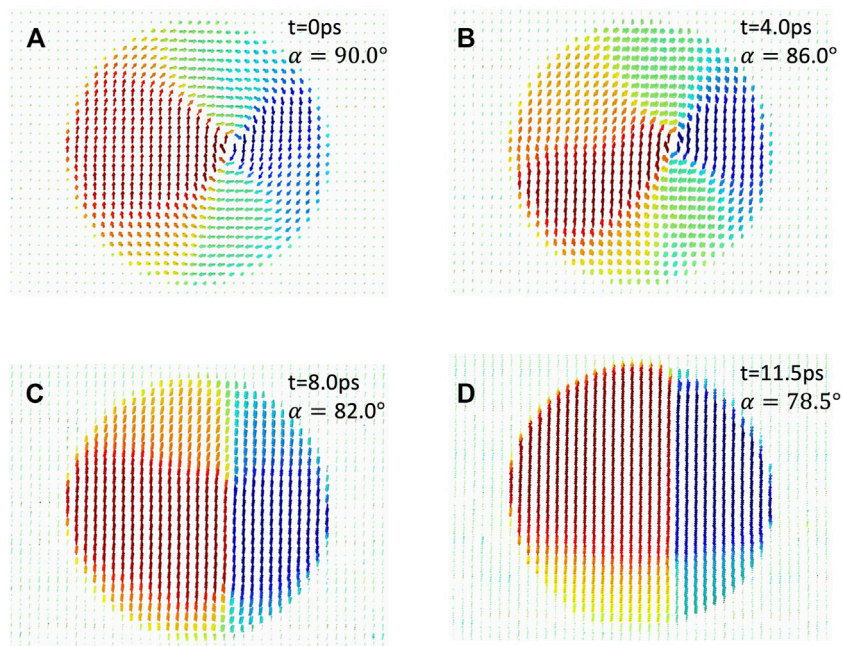 A
t=0ps
α = 90.0°
B
t=4.0ps
α = 86.0°
C
t=8.0ps
α = 82.0°
D
t=11.5ps
α = 78.5°